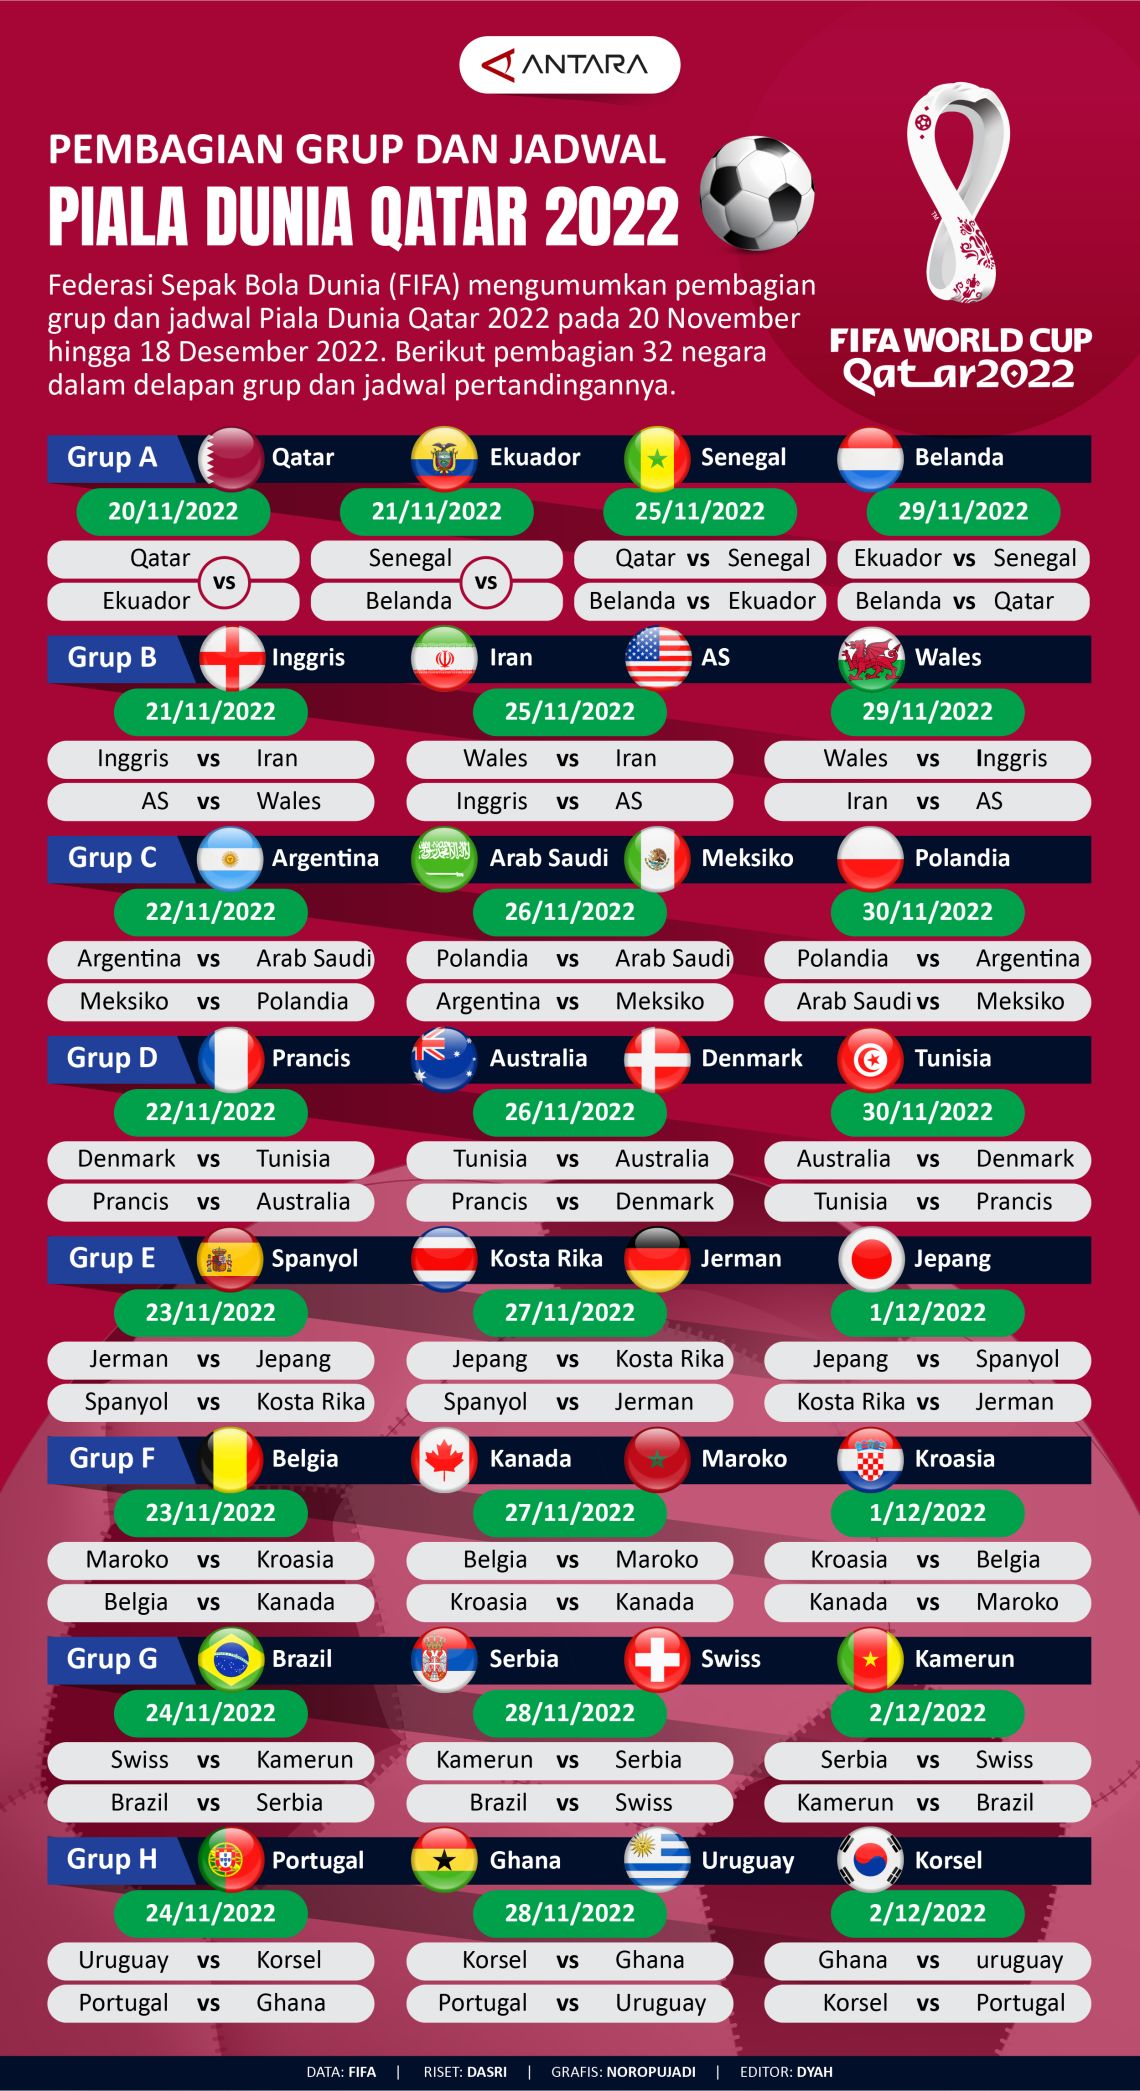 ANTARA
PEMBAGIAN GRUP DAN JADWAL
PIALA DUNIA QATAR 2022
Federasi Sepak Bola Dunia (FIFA) mengumumkan pembagian
grup dan jadwal Piala Dunia Qatar 2022 pada 20 November
hingga 18 Desember 2022. Berikut pembagian 32 negara
dalam delapan grup dan jadwal pertandingannya.
TM
FIFA WORLD CUP
Qatar2022
Grup A Qatar Ekuador Senegal Belanda
20/11/2022 21/11/2022 25/11/2022 29/11/2022
Qatar vs Ekuador
Senegal vs Belanda
Qatar vs Senegal
Belanda vs Ekuador
Ekuador vs Senegal
Belanda vs Qatar
Grup B Inggris Iran AS Wales
21/11/2022 25/11/2022 29/11/2022
Inggris vs Iran Wales vs Iran Wales vs Inggris
AS vs Wales Inggris vs AS Iran vs AS
Grup C Argentina Arab Saudi Meksiko Polandia
22/11/2022 26/11/2022 30/11/2022
Argentina vs Arab Saudi Polandia vs Arab Saudi Polandia vs Argentina
Meksiko vs Polandia Argentina vs Meksiko Arab Saudi vs Meksiko
Grup D Prancis Australia Denmark Tunisia
22/11/2022 26/11/2022 30/11/2022
Denmark vs Tunisia Tunisia vs Australia Australia vs Denmark
Prancis vs Australia Prancis vs Denmark Tunisia vs Prancis
Grup E Spanyol Kosta Rika Jerman Jepang
23/11/2022 27/11/2022 1/12/2022
Jerman vs Jepang Jepang vs Kosta Rika Jepang vs Spanyol
Spanyol vs Kosta Rika Spanyol vs Jerman Kosta Rika vs Jerman
Grup F Belgia Kanada Maroko Kroasia
23/11/2022 27/11/2022 1/12/2022
Maroko vs Kroasia Belgia vs Maroko Kroasia vs Belgia
Belgia vs Kanada Kroasia vs Kanada Kanada vs Maroko
Grup G Brazil Serbia Swiss Kamerun
24/11/2022 28/11/2022 2/12/2022
Swiss vs Kamerun Kamerun vs Serbia Serbia vs Swiss
Brazil vs Serbia Brazil vs Swiss Kamerun vs Brazil
Grup H Portugal Ghana Uruguay Korsel
24/11/2022 28/11/2022 2/12/2022
Uruguay vs Korsel Korsel vs Ghana Ghana vs uruguay
Portugal vs Ghana Portugal vs Uruguay Korsel vs Portugal
DATA: FIFA | RISET: DASRI | GRAFIS: NOROPUJADI | EDITOR: DYAH